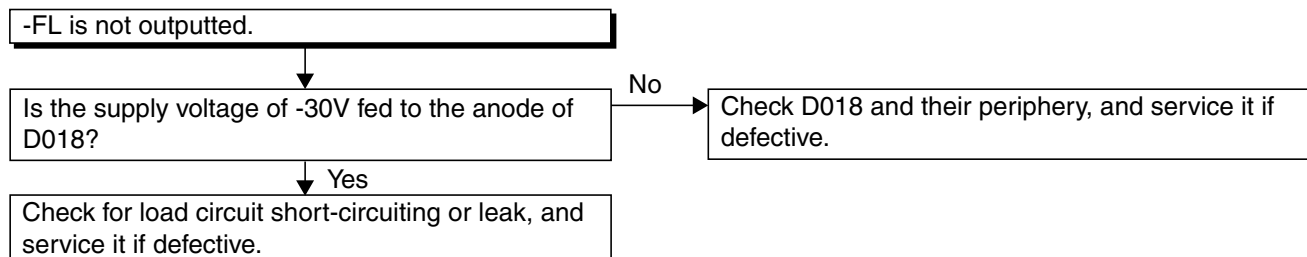 -FL is not outputted.
Is the supply voltage of -30V fed to the anode of
D018?
No
Check D018 and their periphery, and service it if
defective.
Yes
Check for load circuit short-circuiting or leak, and
service it if defective.